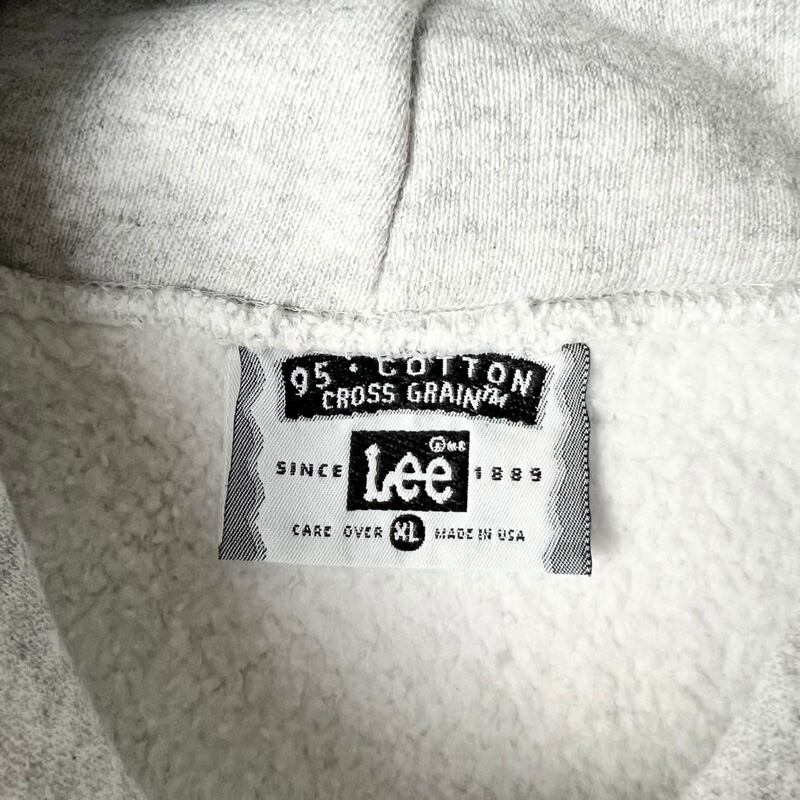 95 • COTTON
CROSS GRAIN™
SINCE Lee ® M.R. 1889
CARE OVER XL MADE IN USA